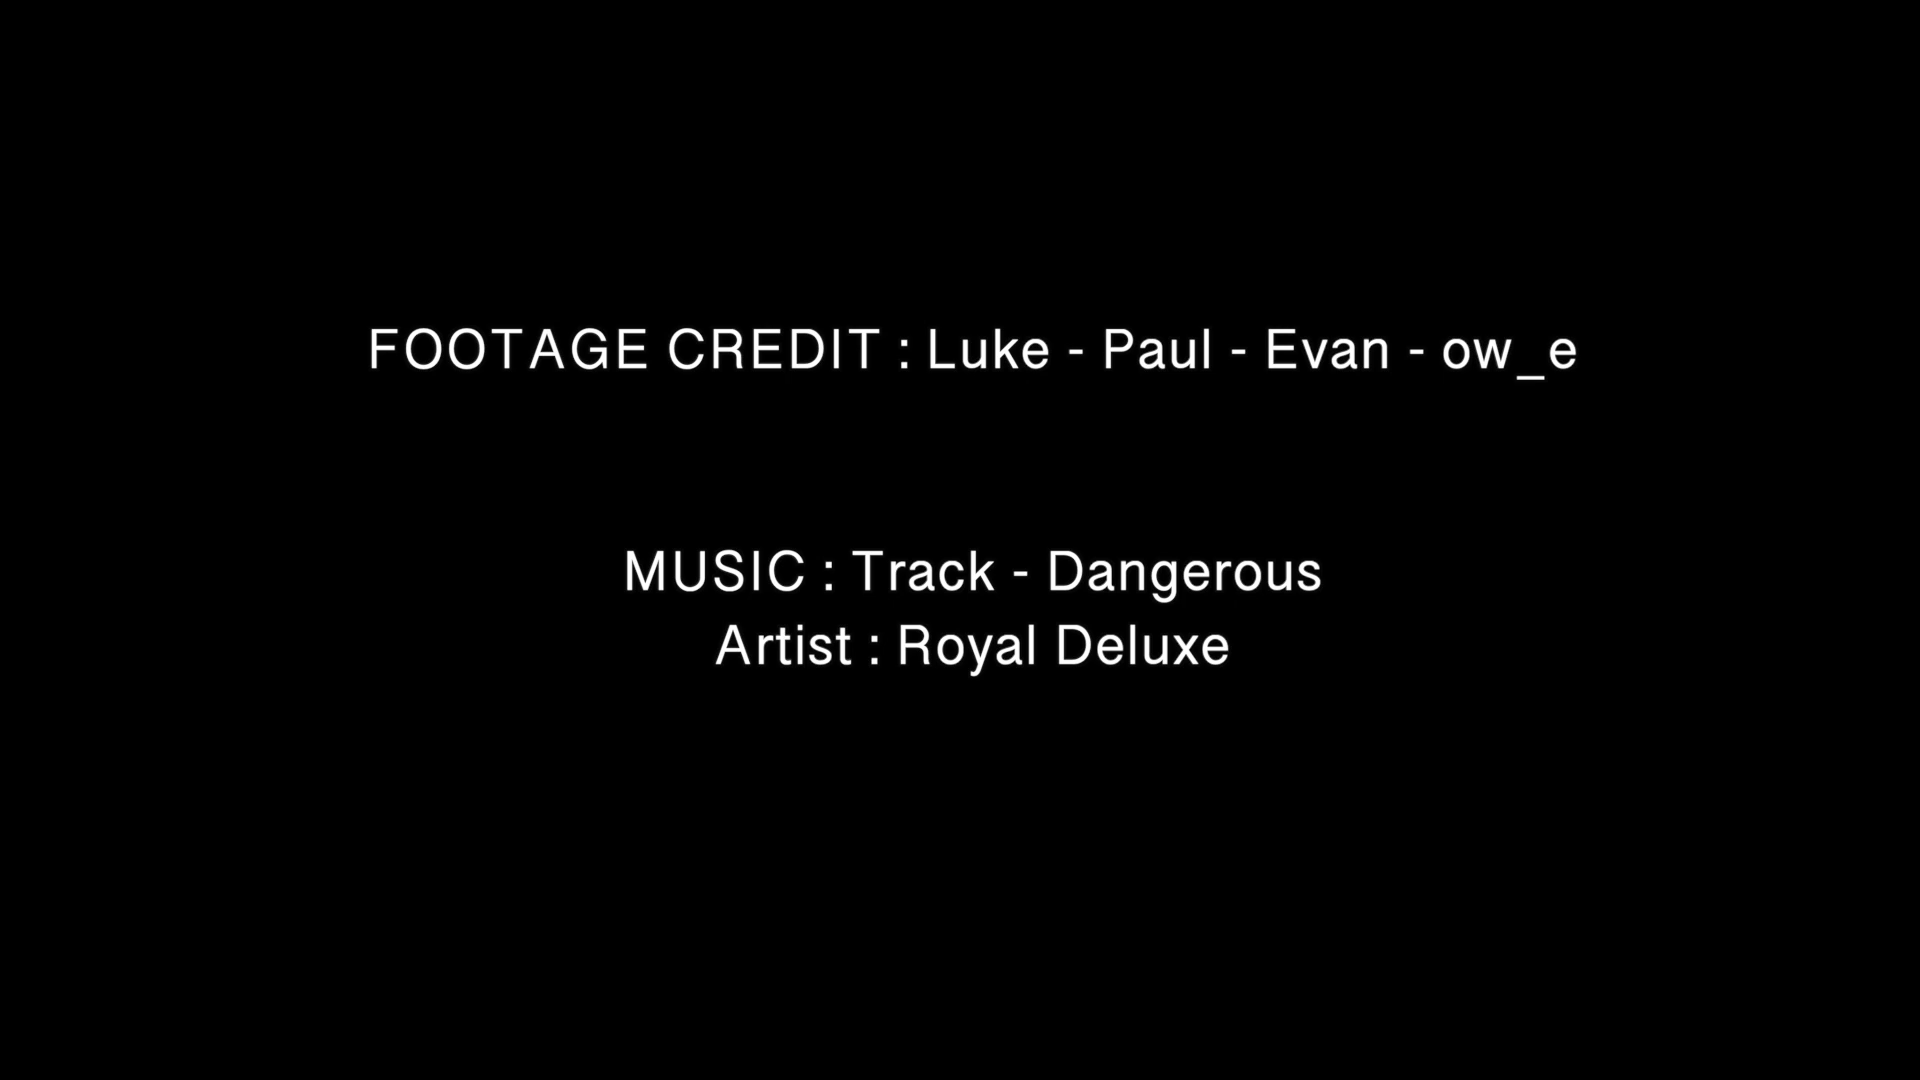 FOOTAGE CREDIT : Luke - Paul - Evan - ow_e
MUSIC : Track - Dangerous
Artist : Royal Deluxe